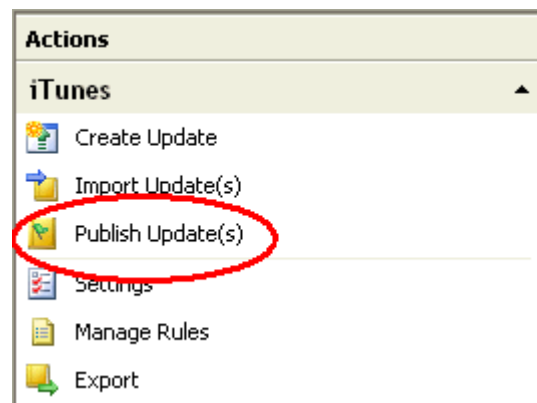 Actions
iTunes
Create Update
Import Update(s)
Publish Update(s)
Settings
Manage Rules
Export